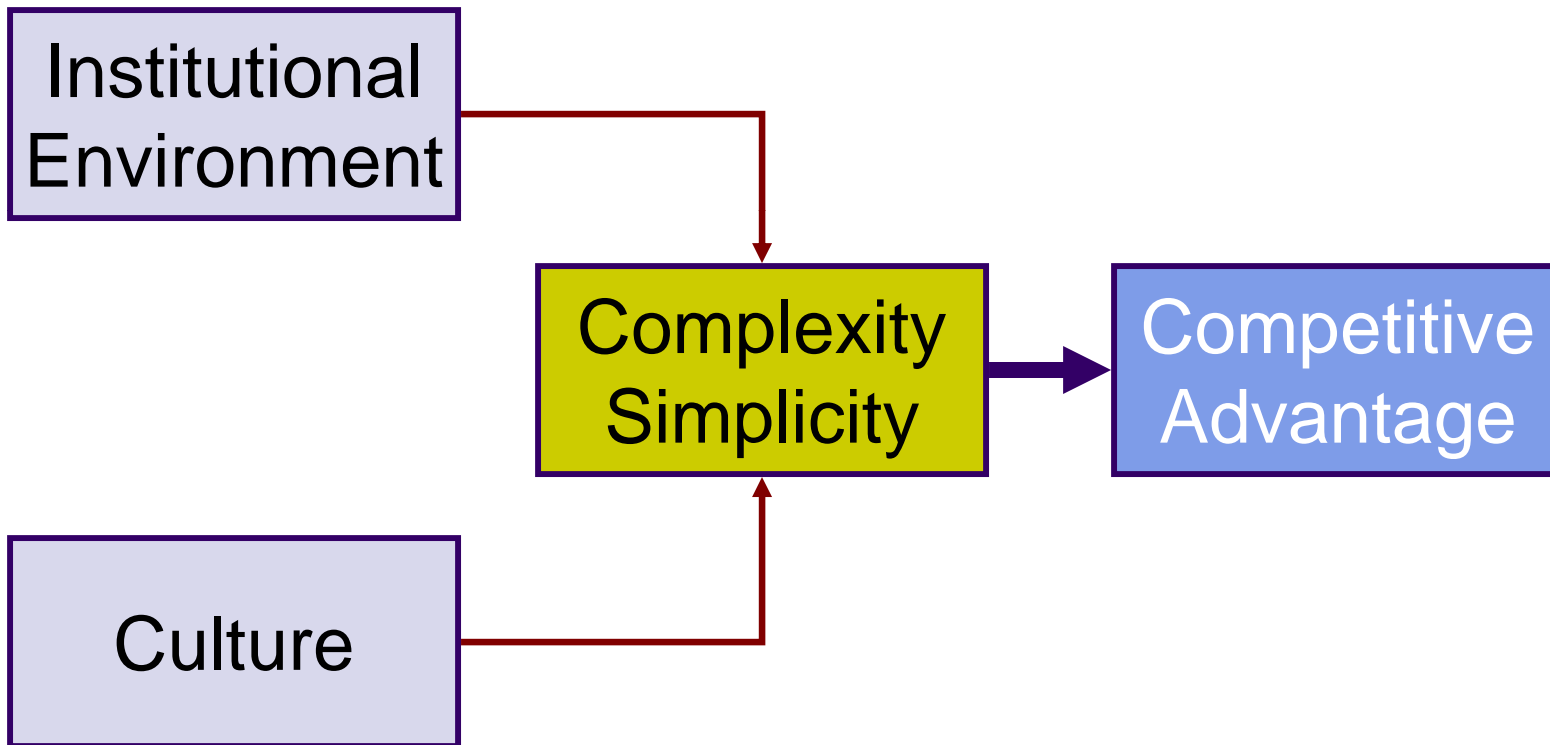 Institutional
Environment
Complexity
Simplicity
Competitive
Advantage
Culture